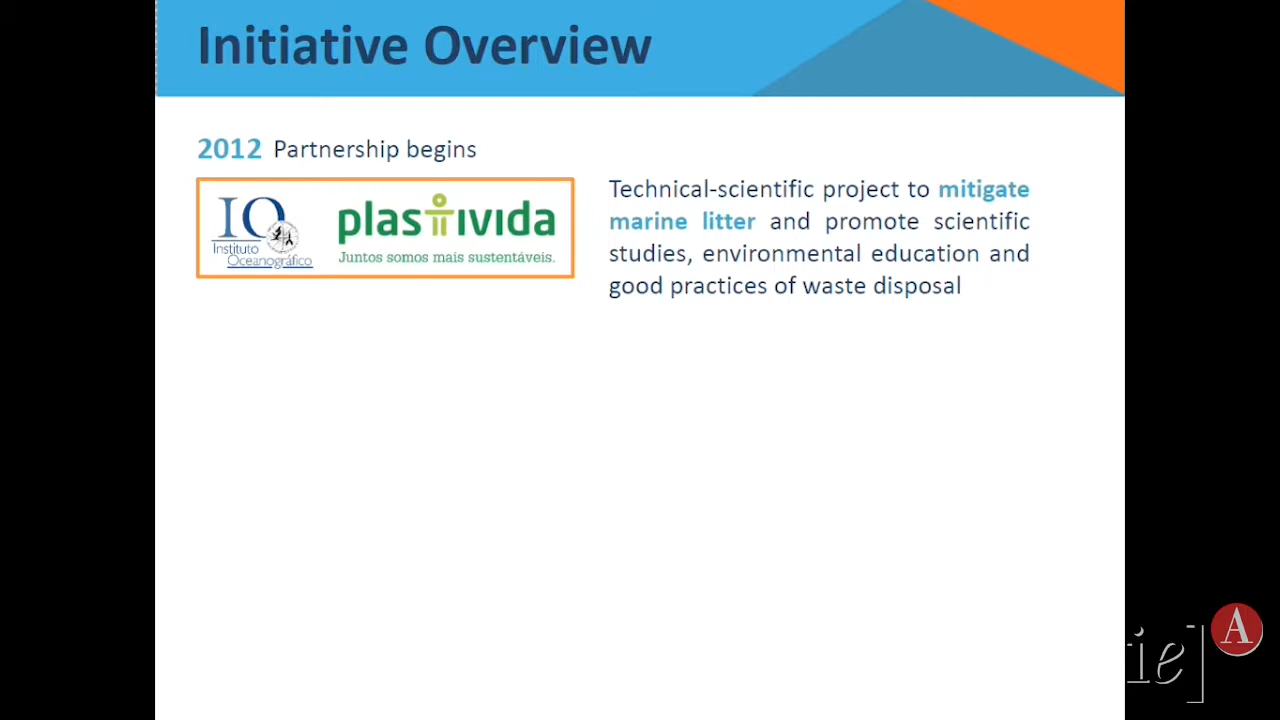 Initiative Overview
2012 Partnership begins
IO
Instituto
Oceanográfico
plastivida
Juntos somos mais sustentáveis.
Technical-scientific project to mitigate
marine litter and promote scientific
studies, environmental education and
good practices of waste disposal
ie]
A